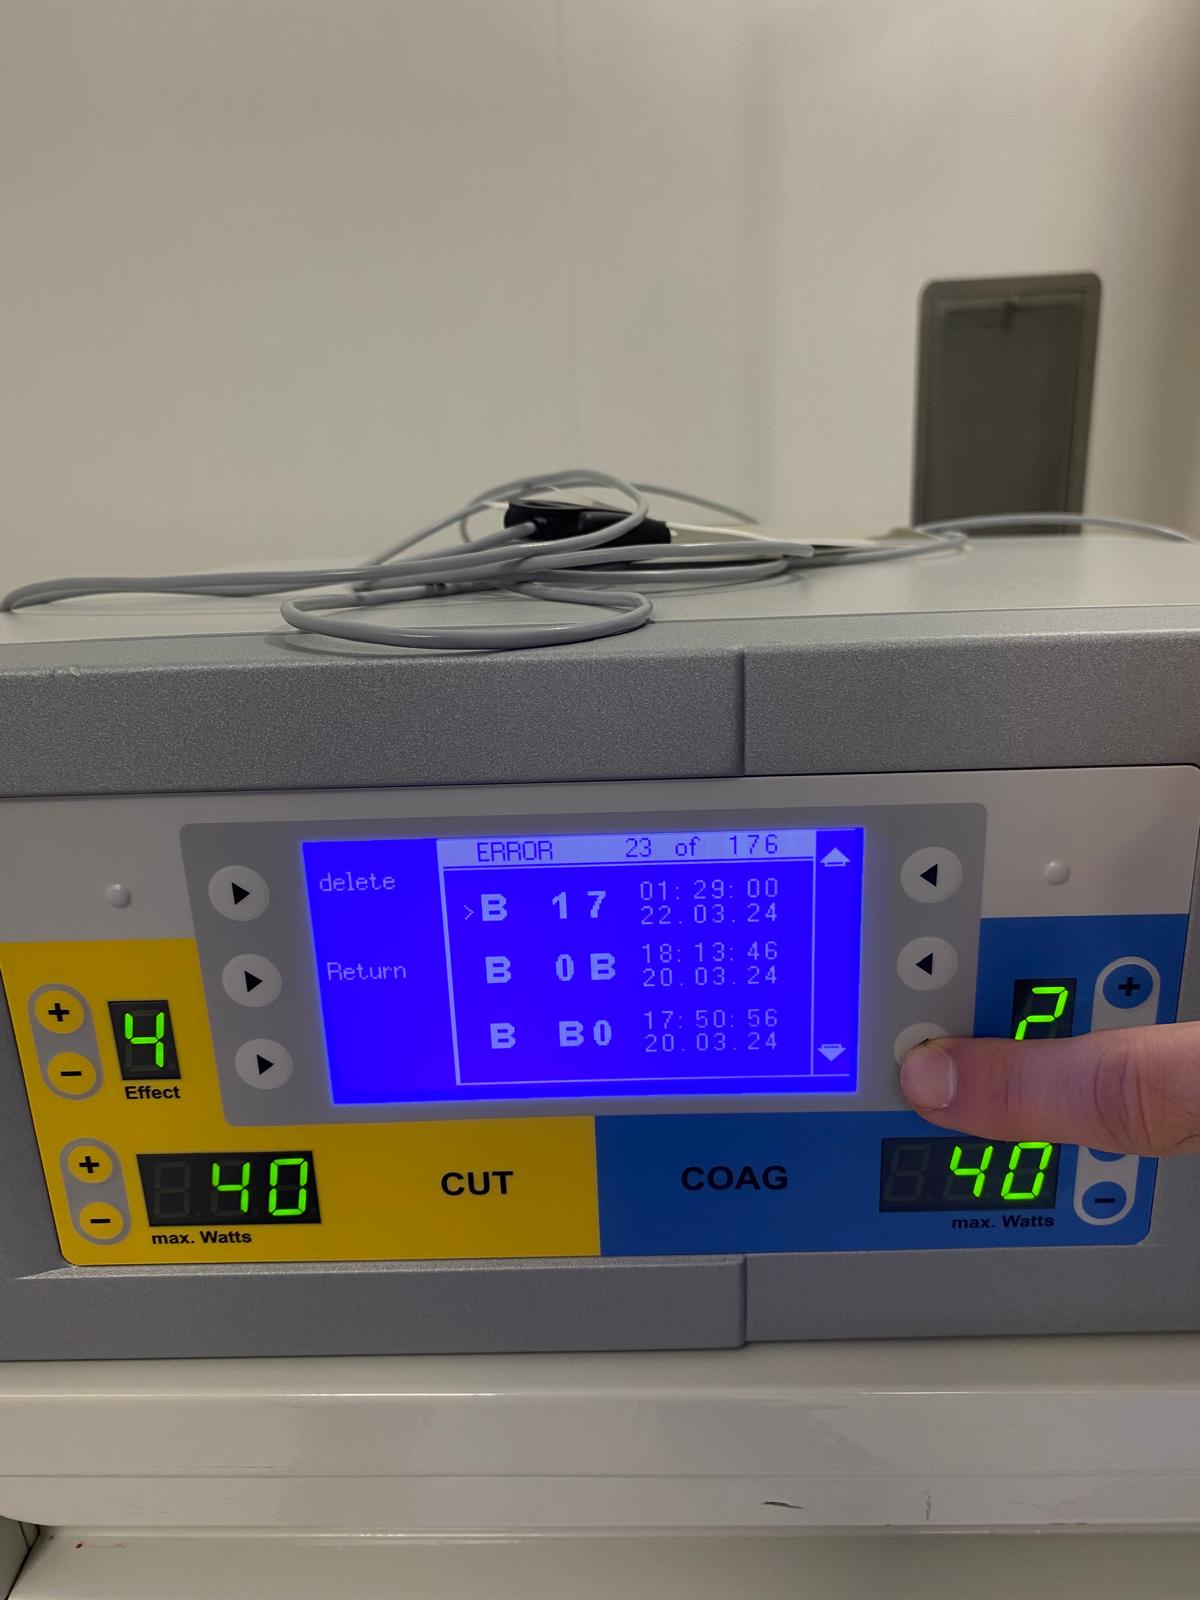 ERROR 23 of 176
delete
>B 17 01:29:00
22.03.24
B 0B 18:13:46
20.03.24
Return
B B0 17:50:56
20.03.24
+
-
4
Effect
+
2
+
-
40
max. Watts
CUT
COAG
40
max. Watts
-